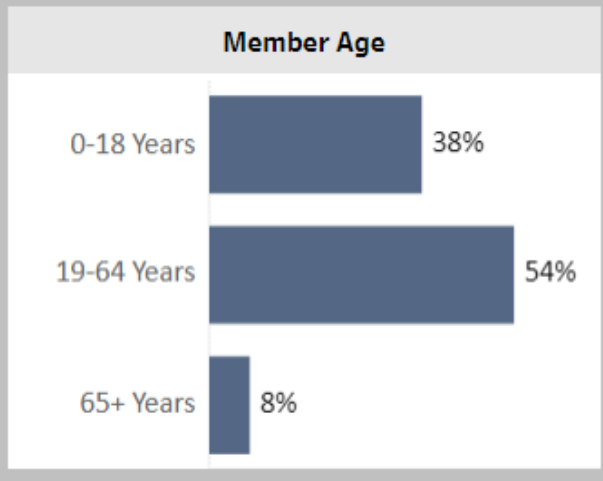 Member Age
0-18 Years 38%
19-64 Years 54%
65+ Years 8%